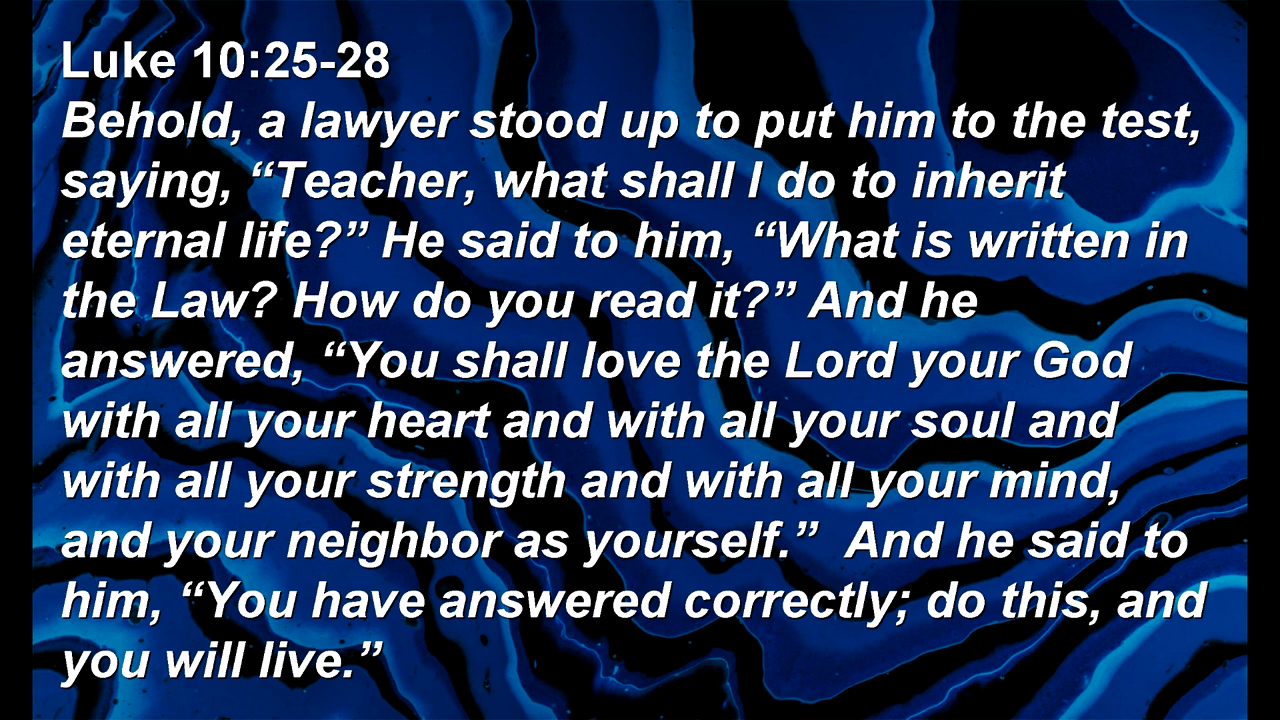 Luke 10:25-28
Behold, a lawyer stood up to put him to the test,
saying, “Teacher, what shall I do to inherit
eternal life?” He said to him, “What is written in
the Law? How do you read it?” And he
answered, “You shall love the Lord your God
with all your heart and with all your soul and
with all your strength and with all your mind,
and your neighbor as yourself.”  And he said to
him, “You have answered correctly; do this, and
you will live.”